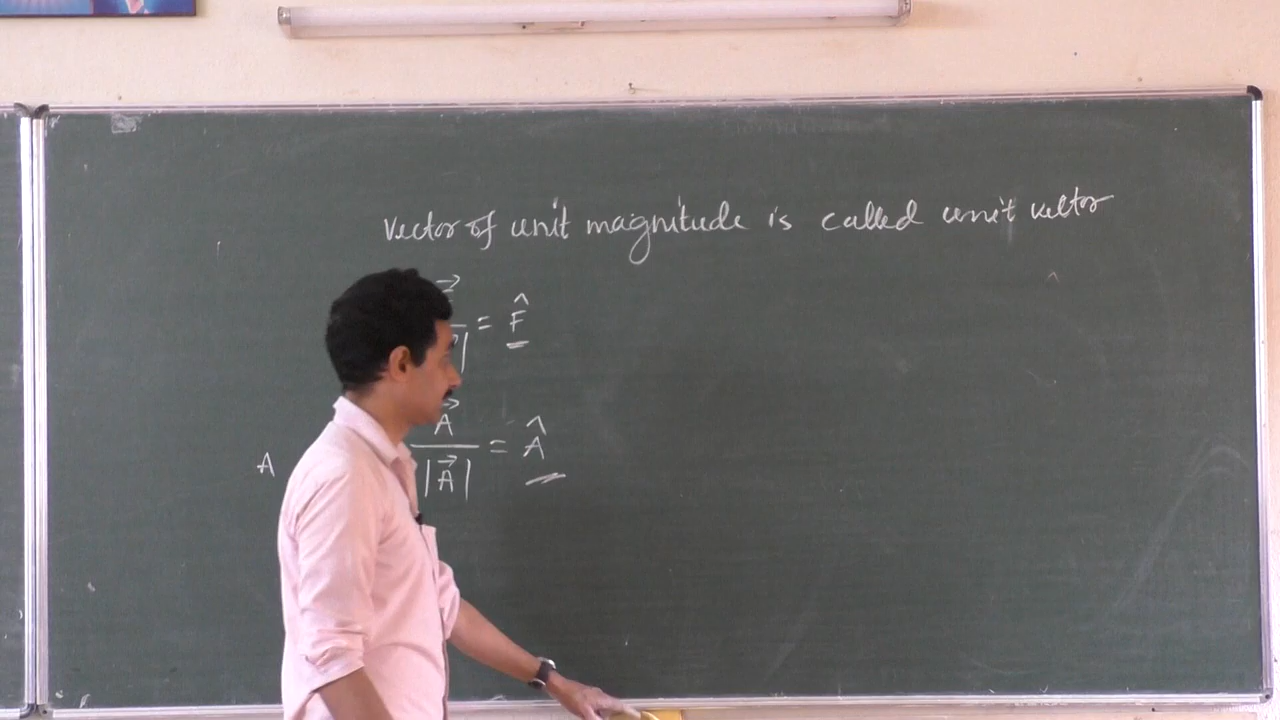 Vector of unit magnitude is called unit vector
= F̂
A⃗ / |A⃗| = Â
A